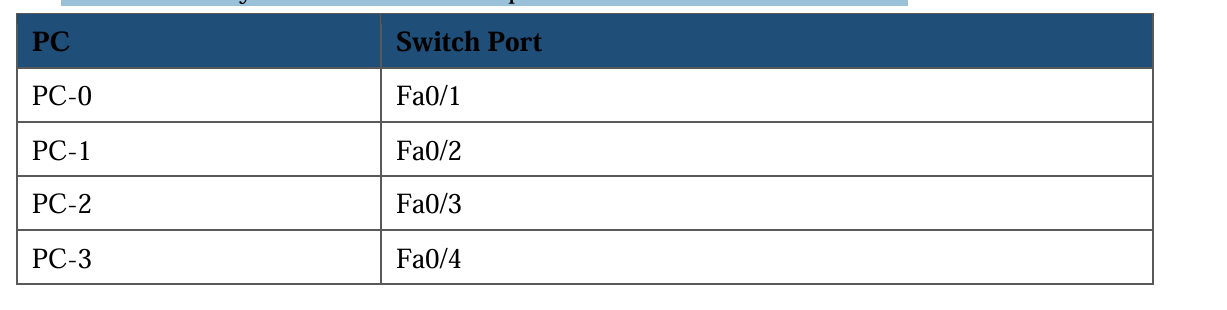 PC Switch Port
PC-0 Fa0/1
PC-1 Fa0/2
PC-2 Fa0/3
PC-3 Fa0/4